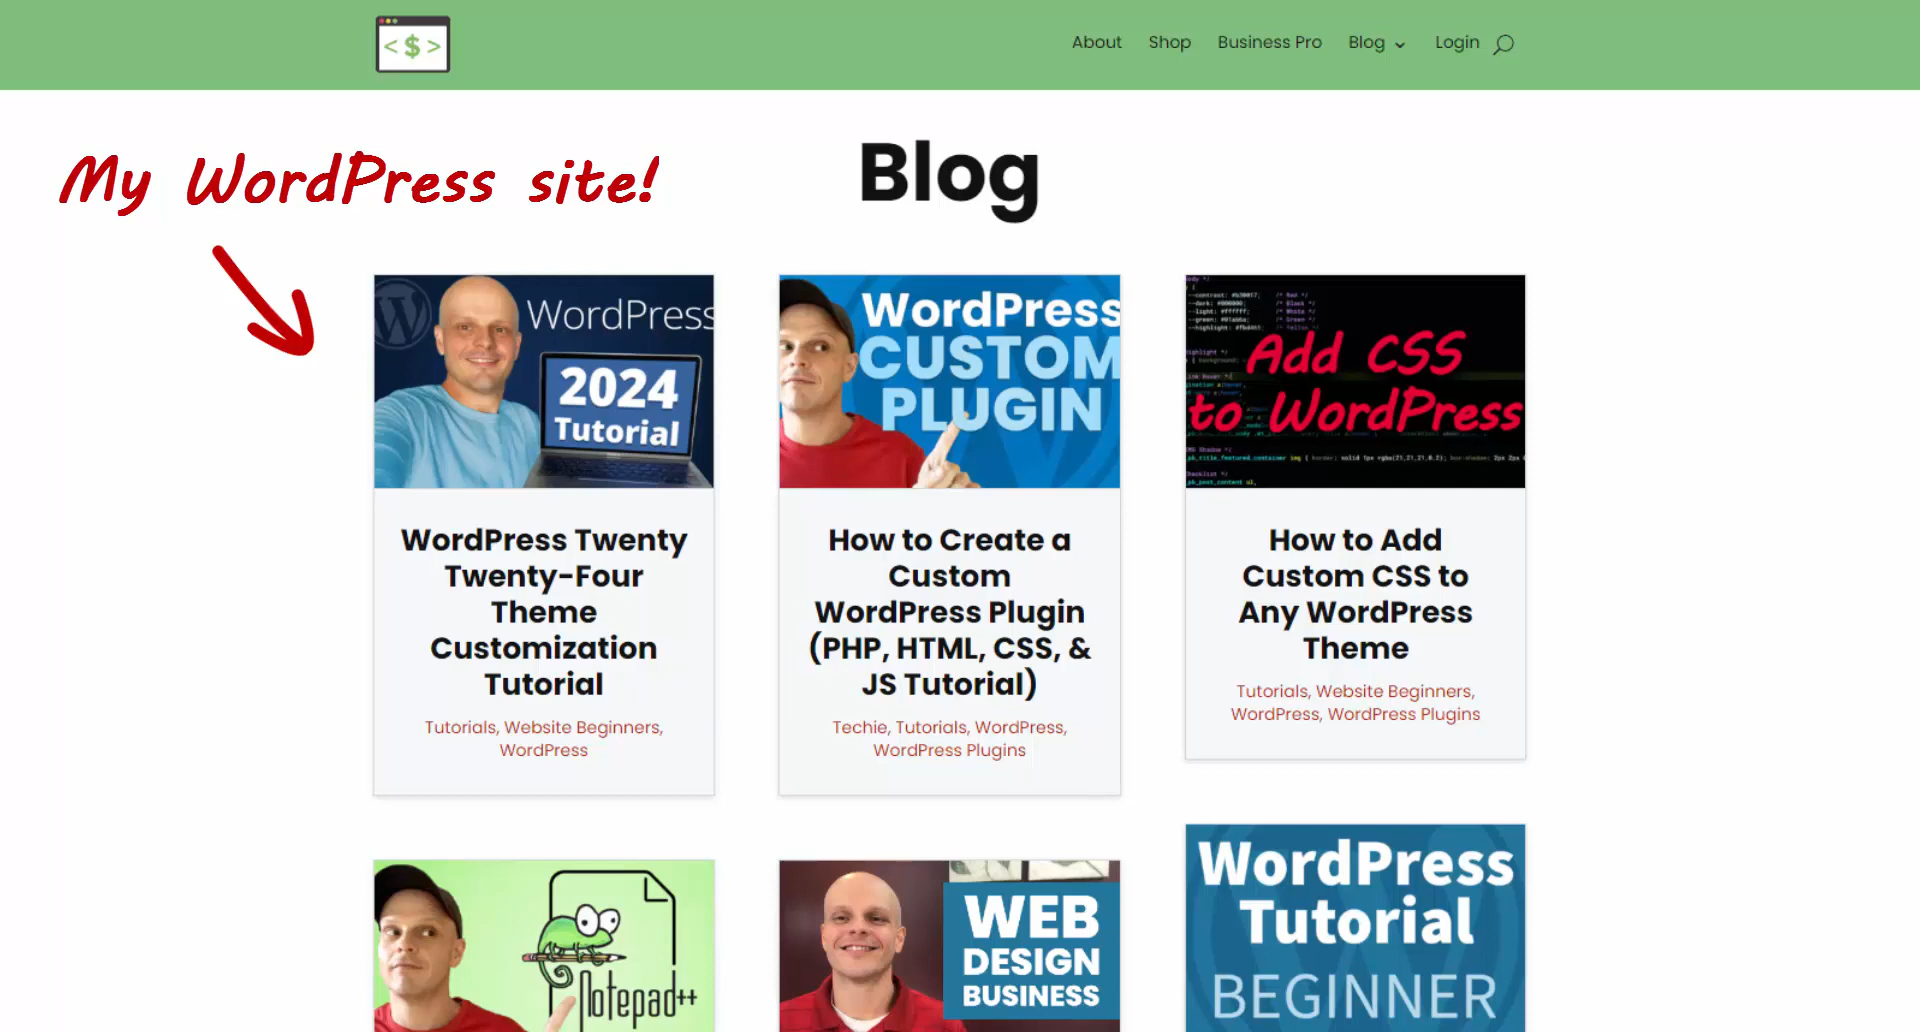 <$>
About Shop Business Pro Blog Login
My WordPress site!
Blog
WordPress
2024
Tutorial
WordPress
CUSTOM
PLUGIN
Add CSS
to WordPress
WordPress Twenty
Twenty-Four
Theme
Customization
Tutorial
Tutorials, Website Beginners,
WordPress
How to Create a
Custom
WordPress Plugin
(PHP, HTML, CSS, &
JS Tutorial)
Techie, Tutorials, WordPress,
WordPress Plugins
How to Add
Custom CSS to
Any WordPress
Theme
Tutorials, Website Beginners,
WordPress, WordPress Plugins
Notepad++
WEB
DESIGN
BUSINESS
WordPress
Tutorial
BEGINNER